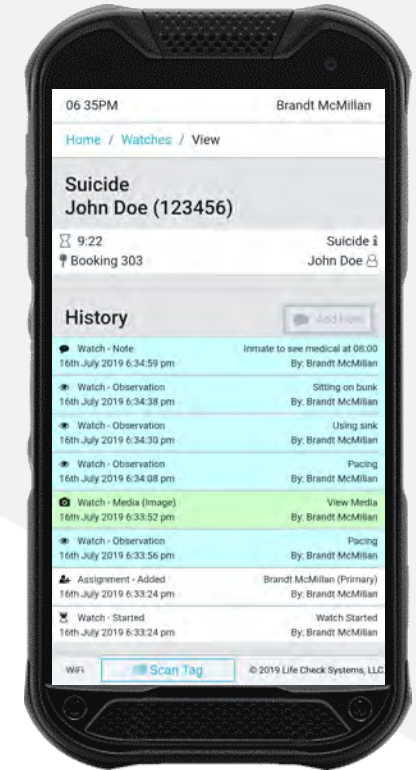 06 35PM Brandt McMillan
Home / Watches / View
Suicide
John Doe (123456)
9:22 Suicide
Booking 303 John Doe
History Add Note
Watch - Note Inmate to see medical at 08:00
16th July 2019 6:34:59 pm By: Brandt McMillan
Watch - Observation Sitting on bunk
16th July 2019 6:34:38 pm By: Brandt McMillan
Watch - Observation Using sink
16th July 2019 6:34:30 pm By: Brandt McMillan
Watch - Observation Pacing
16th July 2019 6:34:08 pm By: Brandt McMillan
Watch - Media (Image) View Media
16th July 2019 6:33:52 pm By: Brandt McMillan
Watch - Observation Pacing
16th July 2019 6:33:56 pm By: Brandt McMillan
Assignment - Added Brandt McMillan (Primary)
16th July 2019 6:33:24 pm By: Brandt McMillan
Watch - Started Watch Started
16th July 2019 6:33:24 pm By: Brandt McMillan
WiFi Scan Tag © 2019 Life Check Systems, LLC